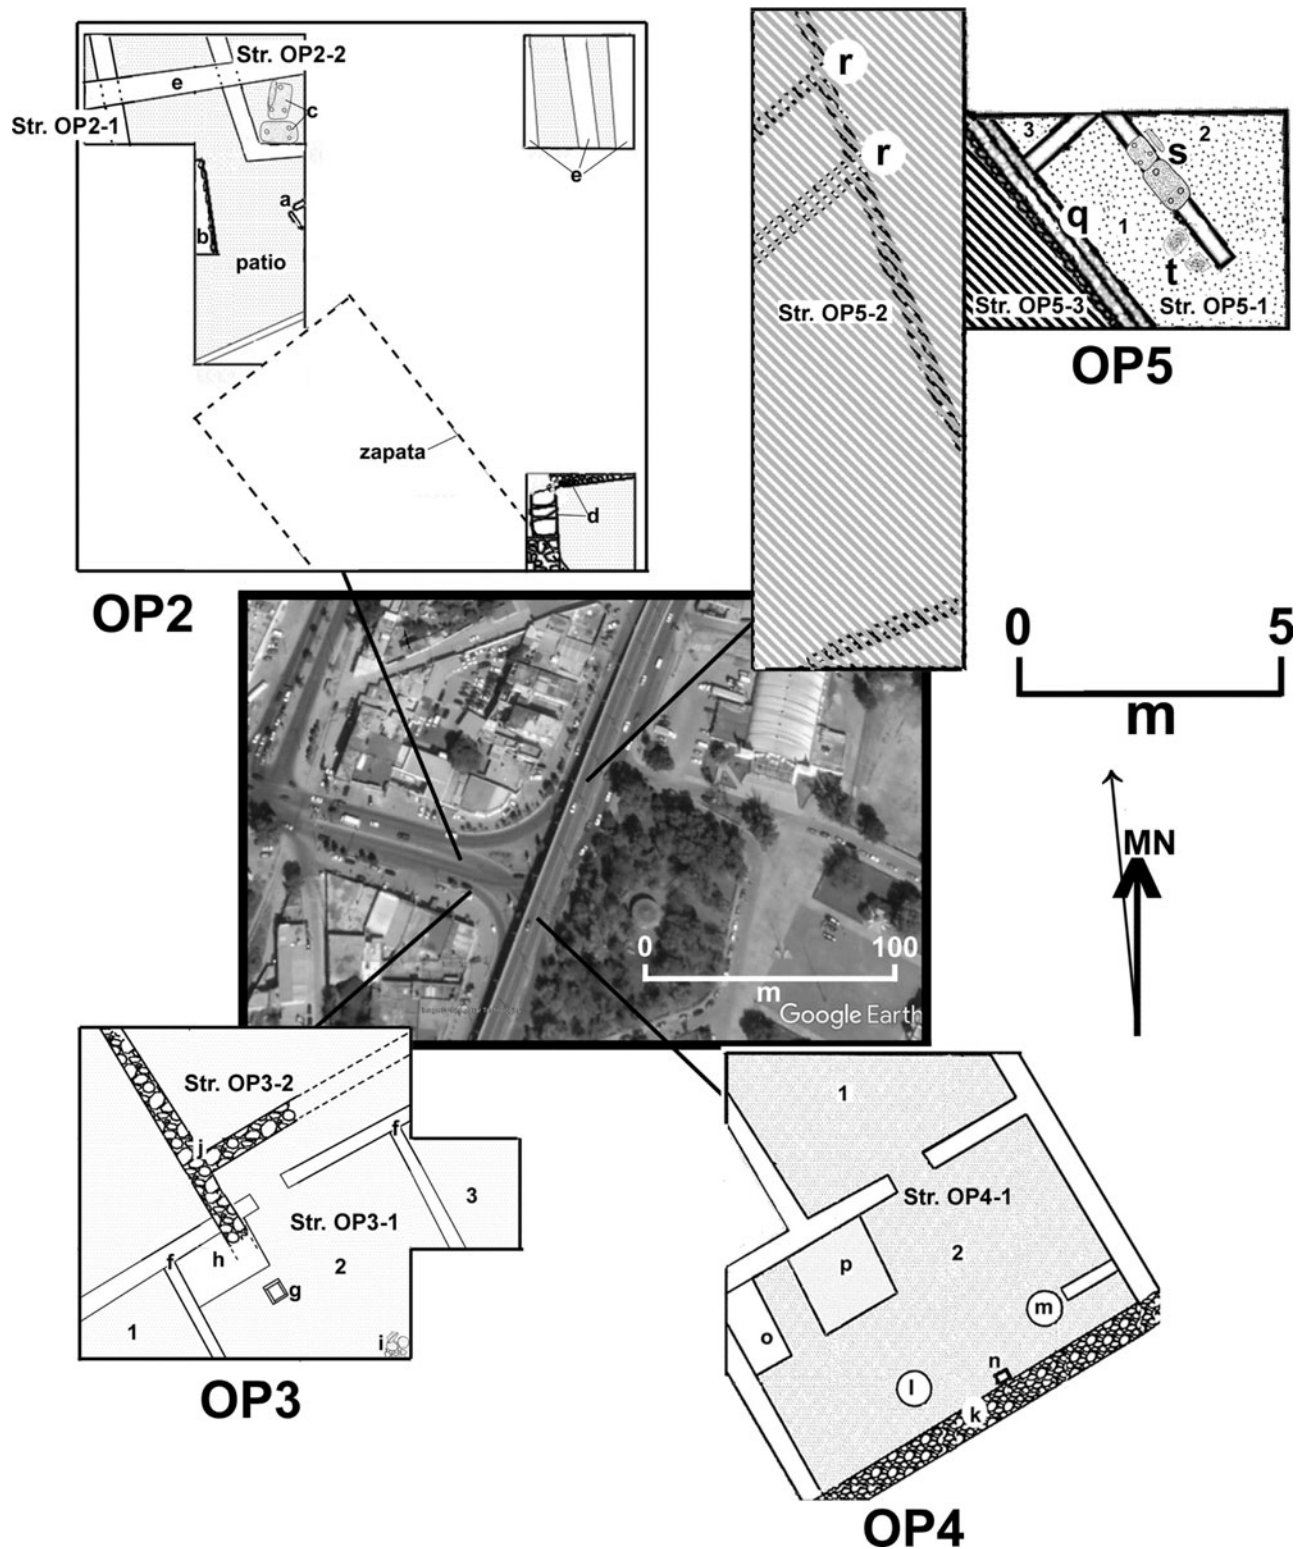 Str. OP2-2
e
c
Str. OP2-1
a
b
patio
e
zapata
d
OP2
r
r
Str. OP5-2
3
2
s
q
1
t
Str. OP5-3
Str. OP5-1
OP5
0 5
m
MN
0 100
m
Google Earth
Str. OP3-2
j
f
3
Str. OP3-1
h
f
2
g
1
i
OP3
1
Str. OP4-1
2
p
m
o
n
l
k
OP4